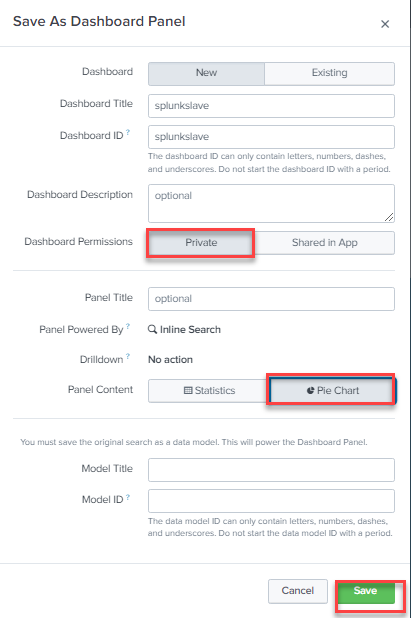 Save As Dashboard Panel
×
Dashboard New Existing
Dashboard Title splunkslave
Dashboard ID ? splunkslave
The dashboard ID can only contain letters, numbers, dashes,
and underscores. Do not start the dashboard ID with a period.
Dashboard Description optional
Dashboard Permissions Private Shared in App
Panel Title optional
Panel Powered By ? Inline Search
Drilldown ? No action
Panel Content Statistics Pie Chart
You must save the original search as a data model. This will power the Dashboard Panel.
Model Title
Model ID ?
The data model ID can only contain letters, numbers, dashes,
and underscores. Do not start the data model ID with a period.
Cancel Save